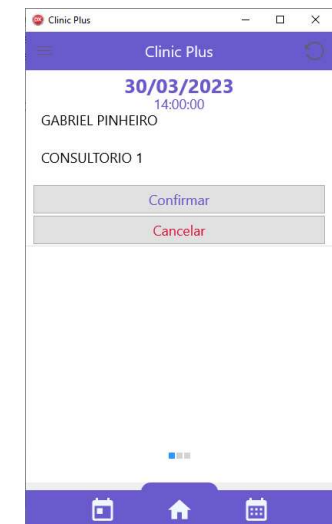 Clinic Plus
Clinic Plus
30/03/2023
14:00:00
GABRIEL PINHEIRO
CONSULTORIO 1
Confirmar
Cancelar